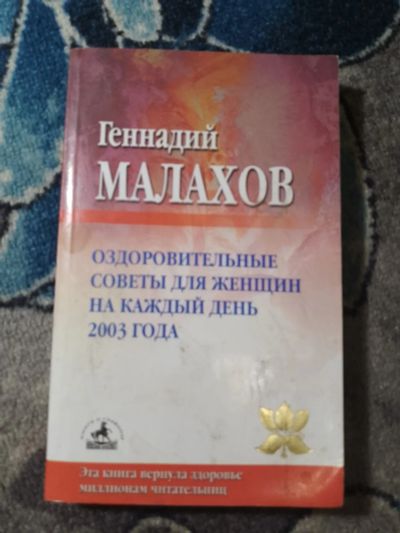 Геннадий
МАЛАХОВ
ОЗДОРОВИТЕЛЬНЫЕ
СОВЕТЫ ДЛЯ ЖЕНЩИН
НА КАЖДЫЙ ДЕНЬ
2003 ГОДА
Эта книга вернула здоровье
миллионам читательниц